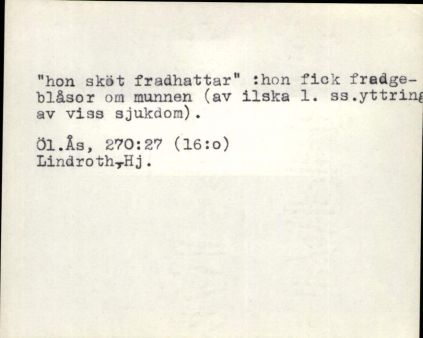 "hon sköt fradhattar" :hon fick fradge-
blåsor om munnen (av ilska l. ss.yttring
av viss sjukdom).
Öl.Ås, 270:27 (16:o)
Lindroth,Hj.